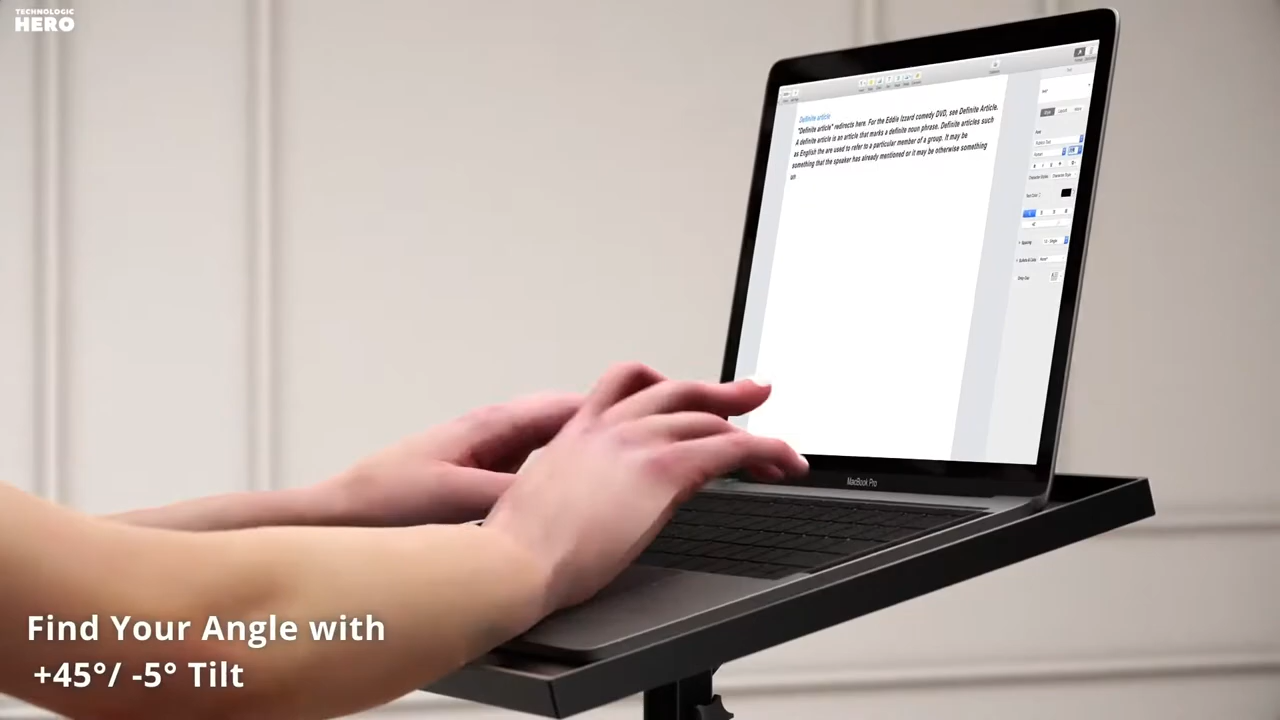 TECHNOLOGIC
HERO
Definite article
"Definite article" redirects here. For the Eddie Izzard comedy DVD, see Definite Article.
A definite article is an article that marks a definite noun phrase. Definite articles such
as English the are used to refer to a particular member of a group. It may be
something that the speaker has already mentioned or it may be otherwise something
un
MacBook Pro
Find Your Angle with
+45°/ -5° Tilt